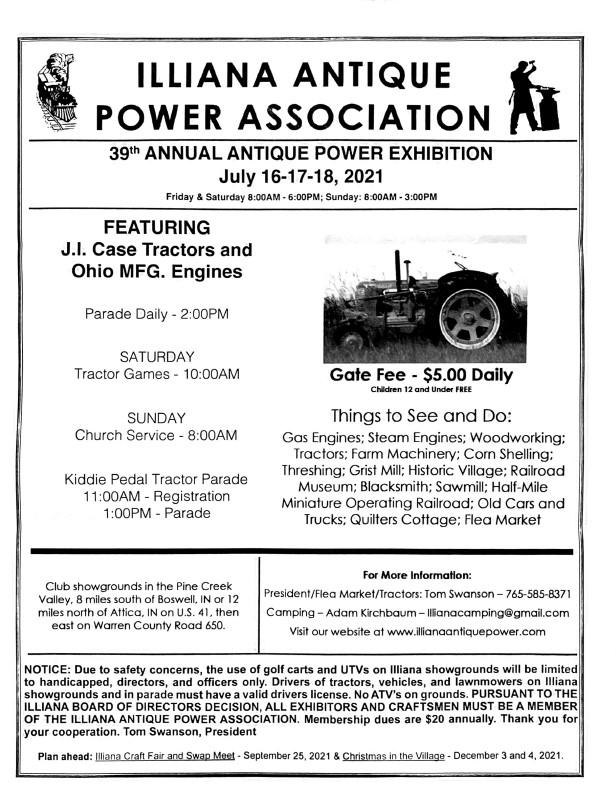 ILLIANA ANTIQUE
POWER ASSOCIATION
39th ANNUAL ANTIQUE POWER EXHIBITION
July 16-17-18, 2021
Friday & Saturday 8:00AM - 6:00PM; Sunday: 8:00AM - 3:00PM
FEATURING
J.I. Case Tractors and
Ohio MFG. Engines
Parade Daily - 2:00PM
SATURDAY
Tractor Games - 10:00AM
SUNDAY
Church Service - 8:00AM
Kiddie Pedal Tractor Parade
11:00AM - Registration
1:00PM - Parade
Gate Fee - $5.00 Daily
Children 12 and Under FREE
Things to See and Do:
Gas Engines; Steam Engines; Woodworking;
Tractors; Farm Machinery; Corn Shelling;
Threshing; Grist Mill; Historic Village; Railroad
Museum; Blacksmith; Sawmill; Half-Mile
Miniature Operating Railroad; Old Cars and
Trucks; Quilters Cottage; Flea Market
Club showgrounds in the Pine Creek
Valley, 8 miles south of Boswell, IN or 12
miles north of Attica, IN on U.S. 41, then
east on Warren County Road 650.
For More Information:
President/Flea Market/Tractors: Tom Swanson – 765-585-8371
Camping – Adam Kirchbaum – Illianacamping@gmail.com
Visit our website at www.illianaantiquepower.com
NOTICE: Due to safety concerns, the use of golf carts and UTVs on Illiana showgrounds will be limited
to handicapped, directors, and officers only. Drivers of tractors, vehicles, and lawnmowers on Illiana
showgrounds and in parade must have a valid drivers license. No ATV's on grounds. PURSUANT TO THE
ILLIANA BOARD OF DIRECTORS DECISION, ALL EXHIBITORS AND CRAFTSMEN MUST BE A MEMBER
OF THE ILLIANA ANTIQUE POWER ASSOCIATION. Membership dues are $20 annually. Thank you for
your cooperation. Tom Swanson, President
Plan ahead: Illiana Craft Fair and Swap Meet - September 25, 2021 & Christmas in the Village - December 3 and 4, 2021.